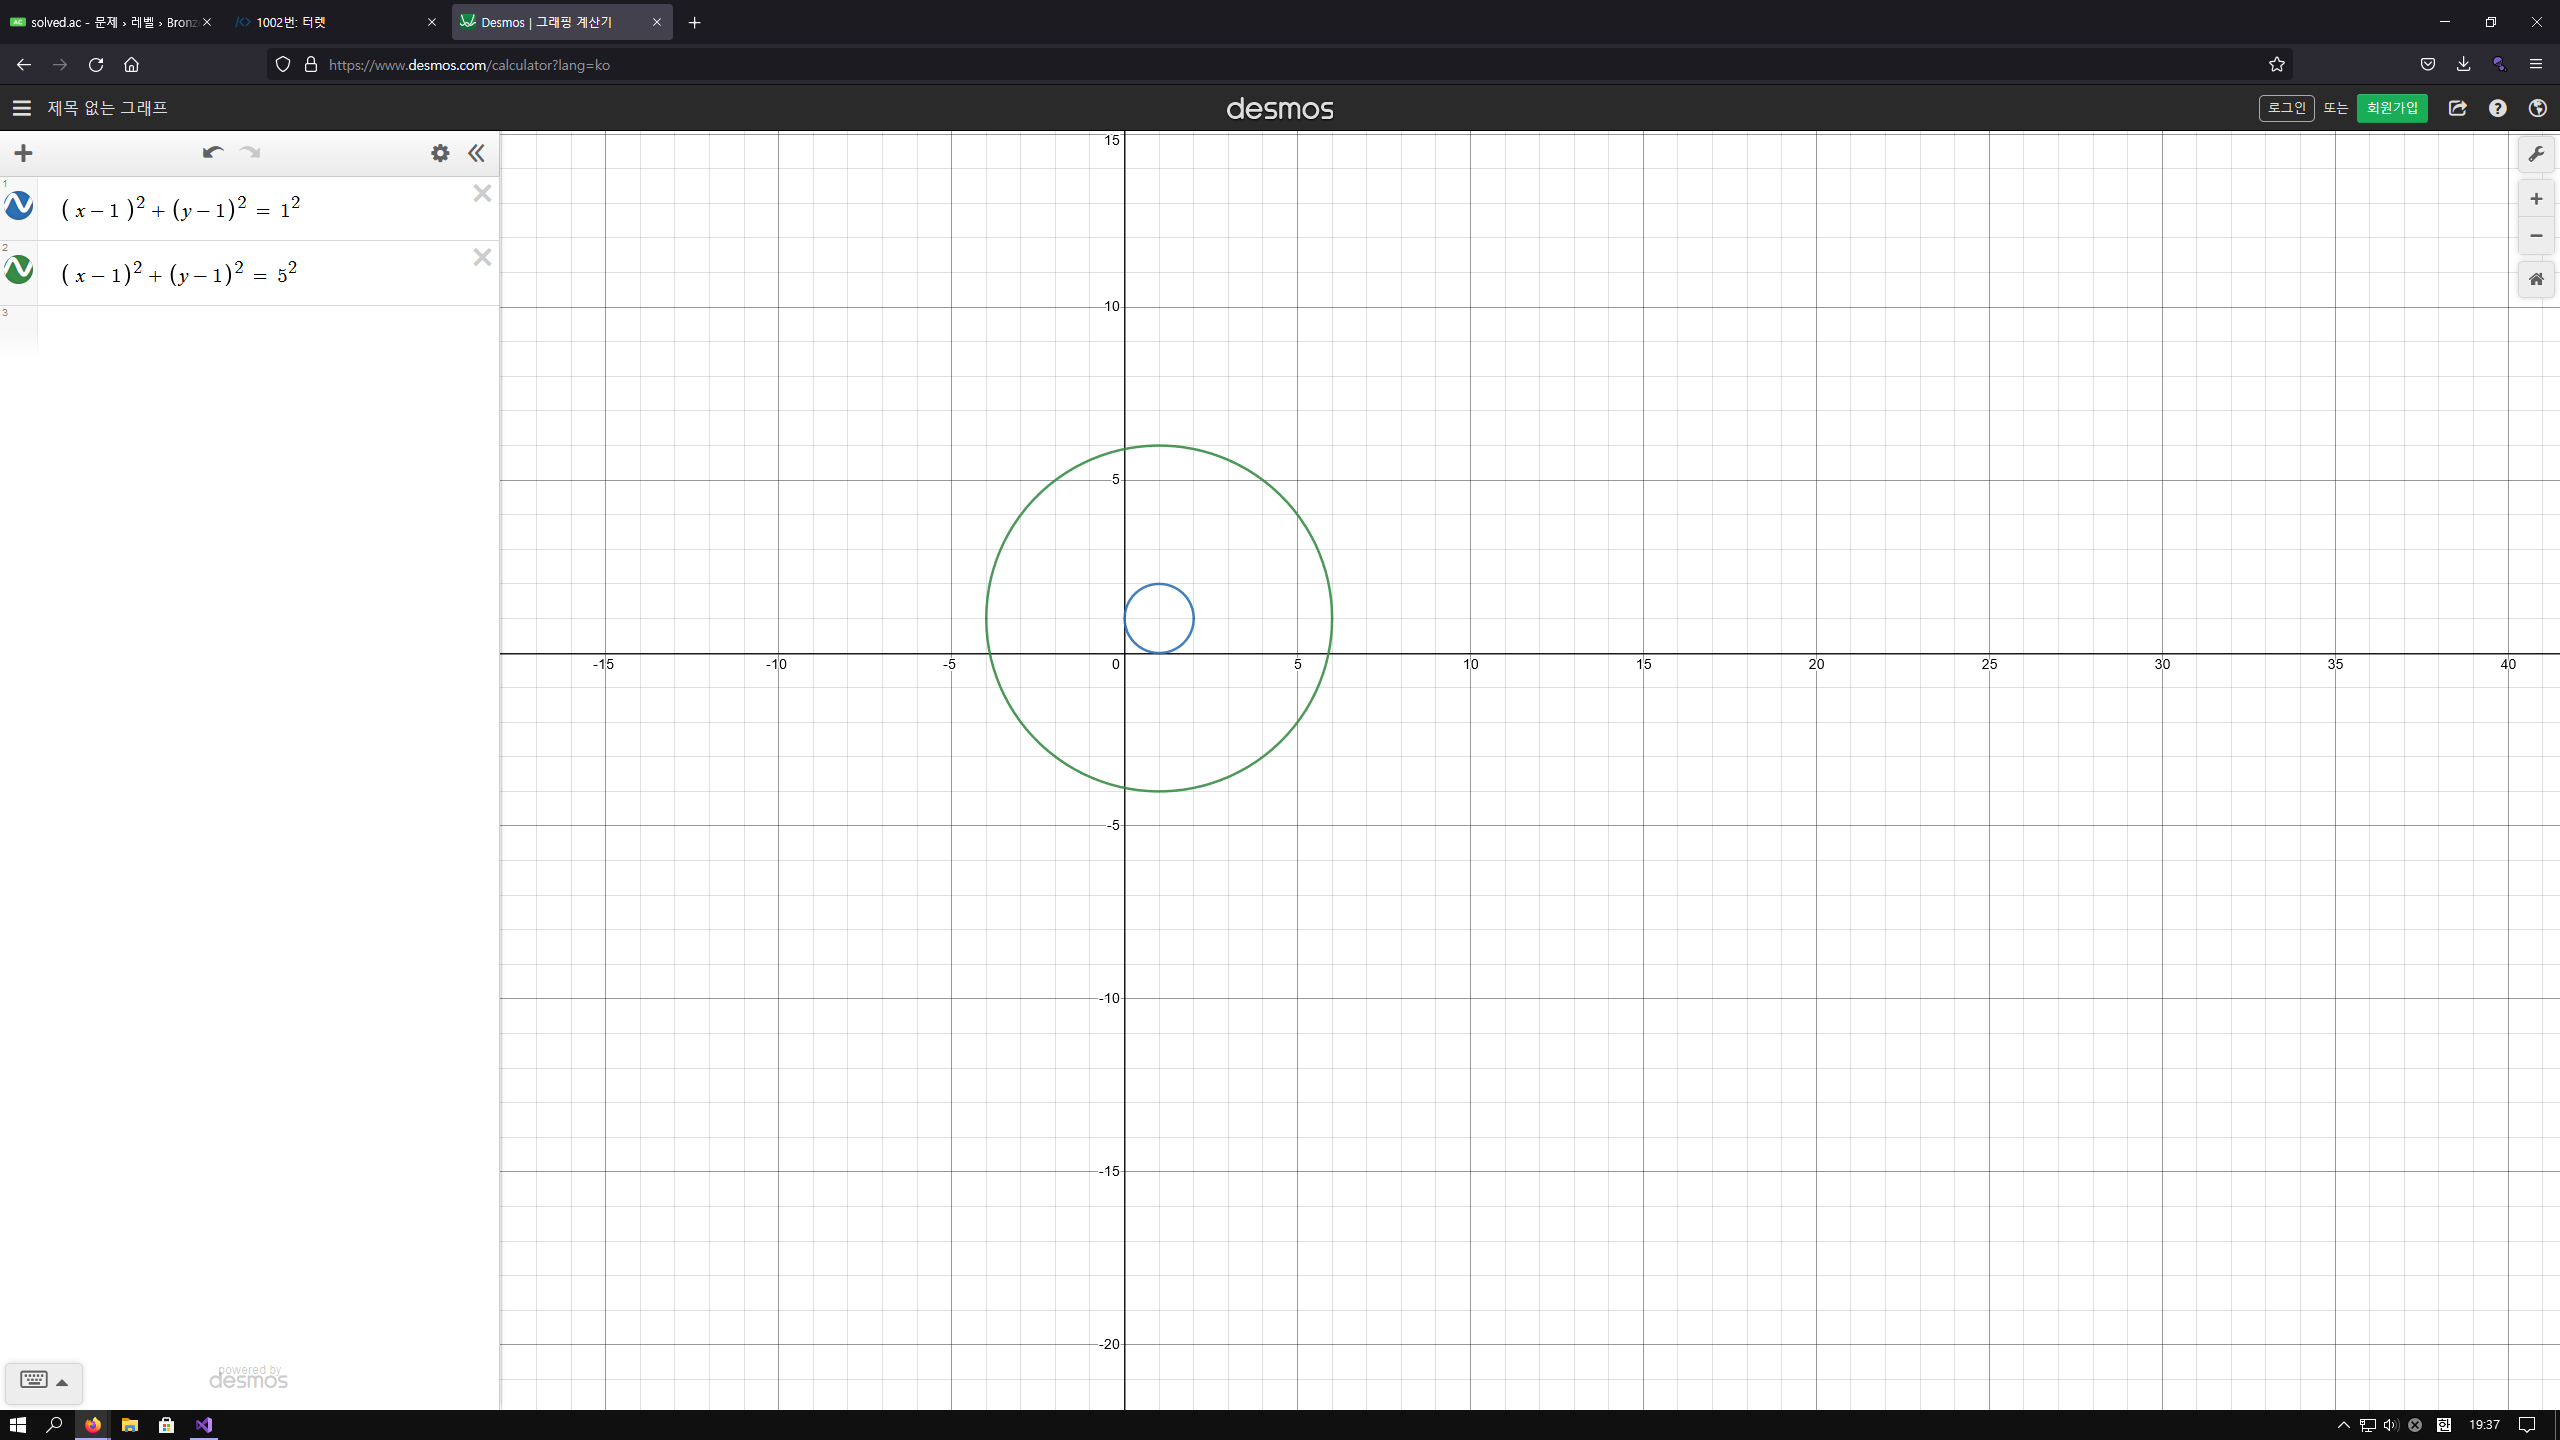 solved.ac - 문제 › 레벨 › Bronz
1002번: 터렛
Desmos | 그래핑 계산기
https://www.desmos.com/calculator?lang=ko
제목 없는 그래프
desmos
로그인 또는 회원가입
1
(x-1)² + (y-1)² = 1²
2
(x-1)² + (y-1)² = 5²
3
15
10
5
-15 -10 -5 0 5 10 15 20 25 30 35 40
-5
-10
-15
-20
powered by
desmos
한 19:37